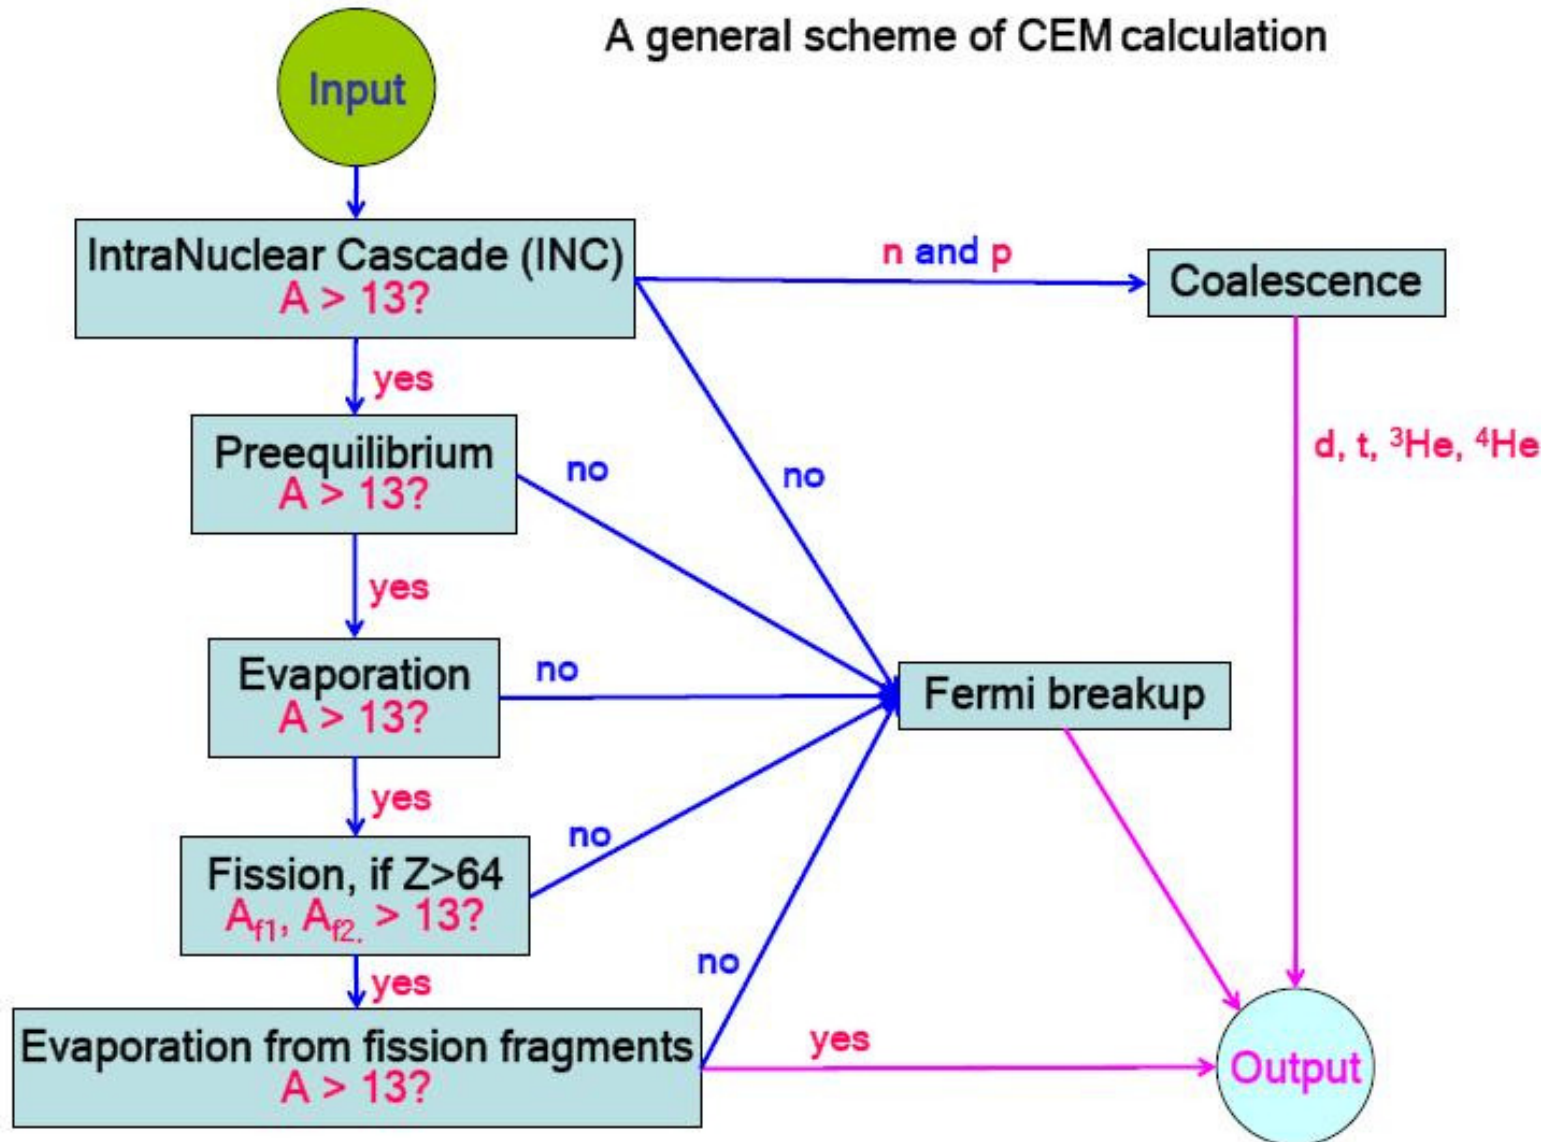 A general scheme of CEM calculation
Input
IntraNuclear Cascade (INC)
A > 13?
n and p
Coalescence
yes
d, t, ³He, ⁴He
Preequilibrium
A > 13?
no
no
yes
Evaporation
A > 13?
no
Fermi breakup
yes
no
Fission, if Z>64
A_f1, A_f2. > 13?
no
yes
Evaporation from fission fragments
A > 13?
yes
Output